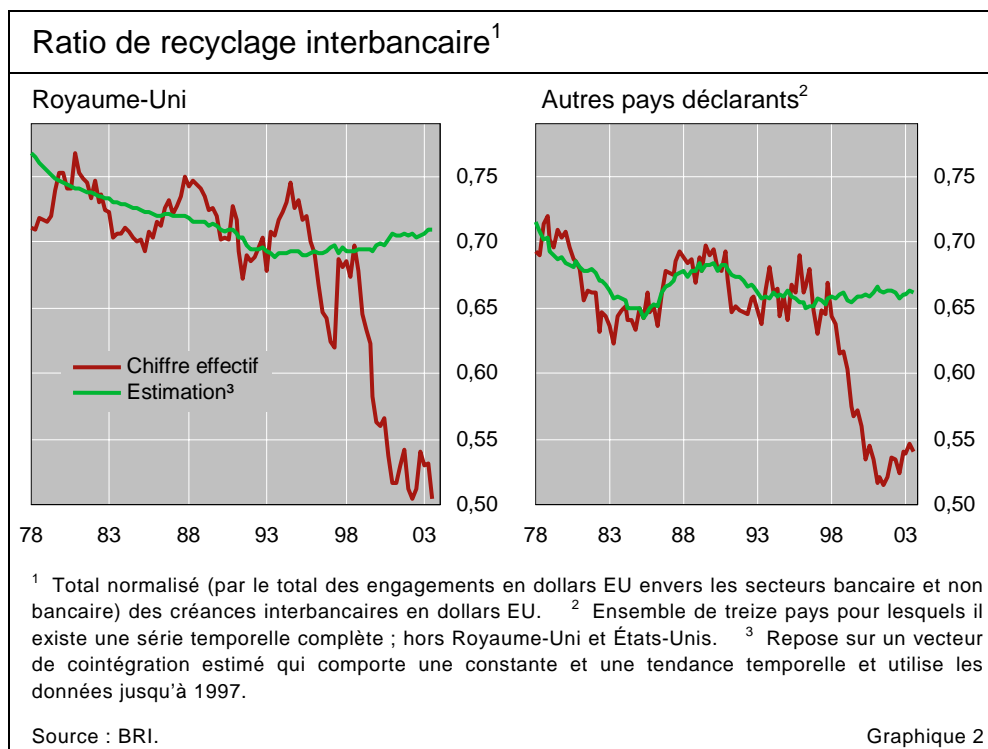 Ratio de recyclage interbancaire¹
Royaume-Uni
Autres pays déclarants²
0,75
0,70
0,65
0,60
0,55
0,50
Chiffre effectif
Estimation³
78 83 88 93 98 03
0,75
0,70
0,65
0,60
0,55
0,50
78 83 88 93 98 03
¹ Total normalisé (par le total des engagements en dollars EU envers les secteurs bancaire et non
bancaire) des créances interbancaires en dollars EU. ² Ensemble de treize pays pour lesquels il
existe une série temporelle complète ; hors Royaume-Uni et États-Unis. ³ Repose sur un vecteur
de cointégration estimé qui comporte une constante et une tendance temporelle et utilise les
données jusqu'à 1997.
Source : BRI.
Graphique 2